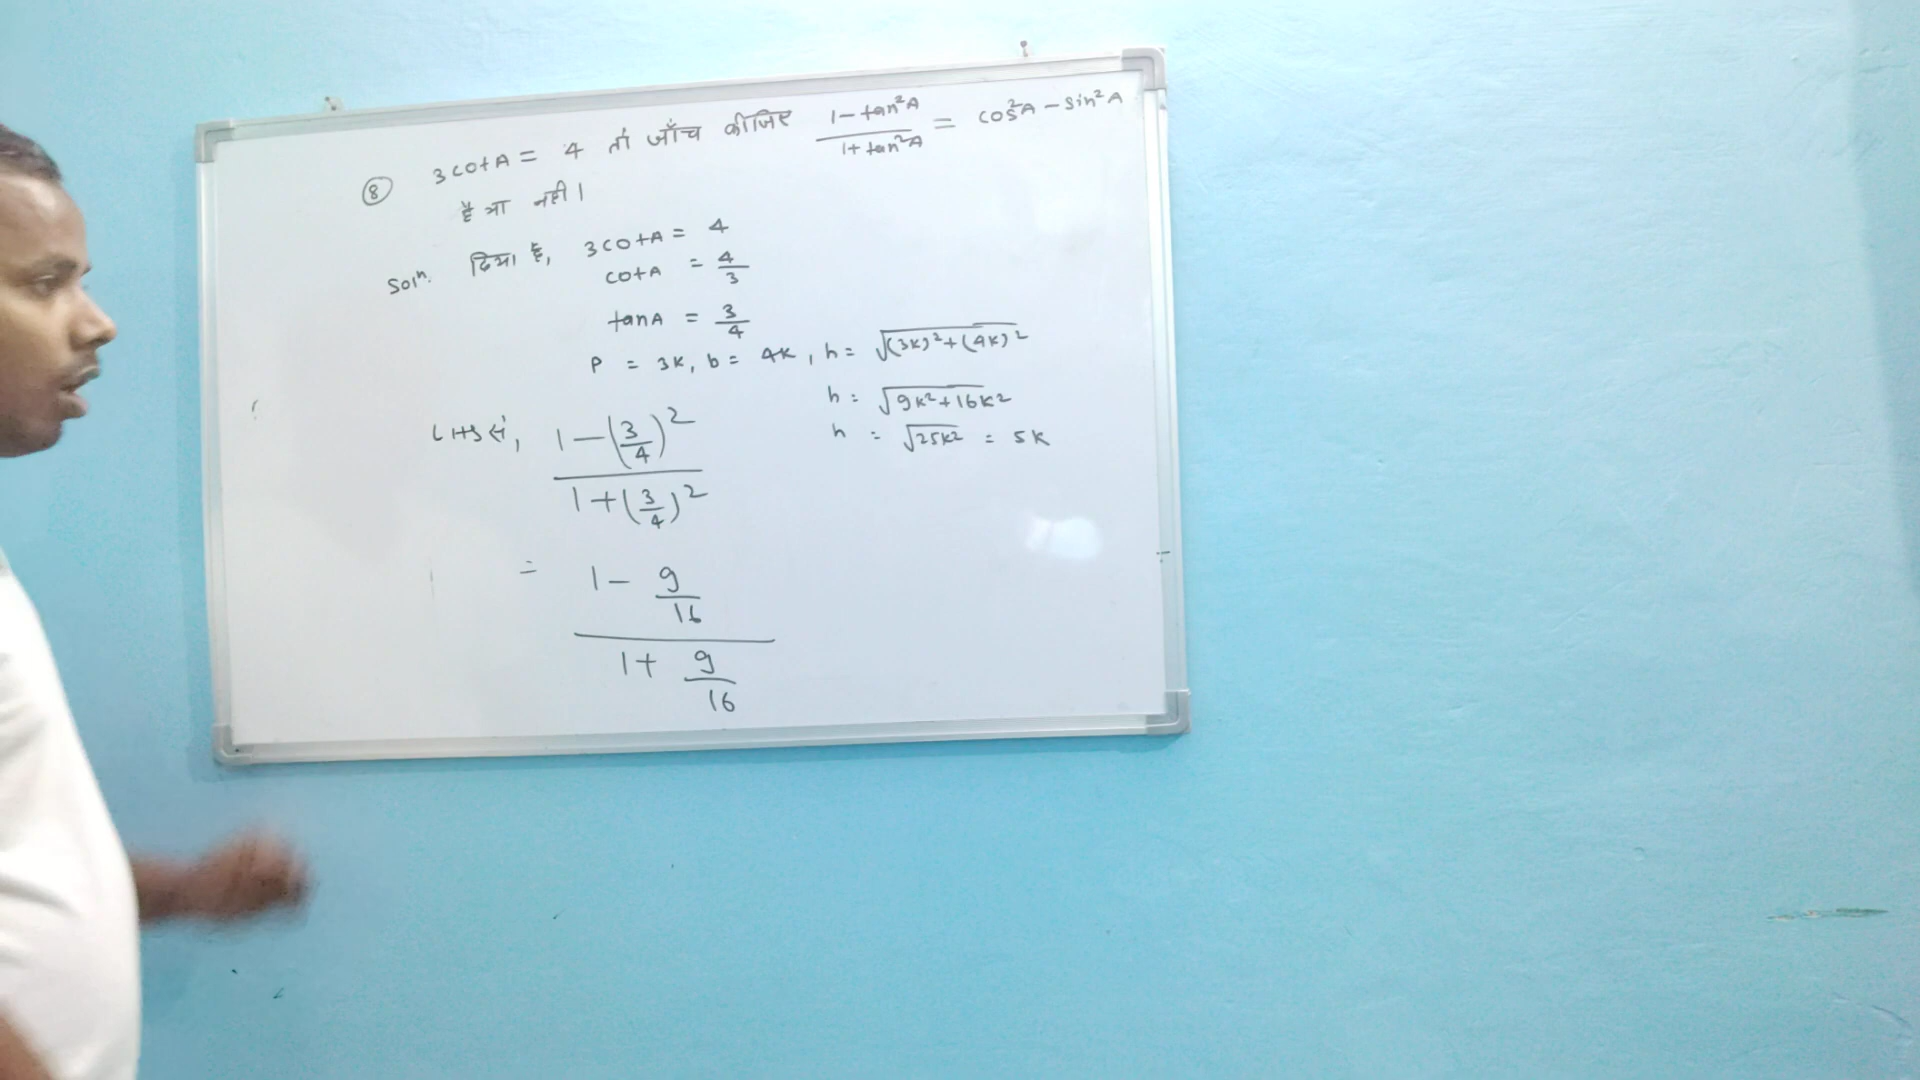 ⑧ 3cotA = 4 तो जाँच कीजिए (1 - tan²A)/(1 + tan²A) = cos²A - sin²A
है या नहीं ।
Solⁿ. दिया है, 3cotA = 4
cotA = 4/3
tanA = 3/4
P = 3K, b = 4K, h = √((3K)² + (4K)²)
h = √(9K² + 16K²)
h = √(25K²) = 5K
LHS से, (1 - (3/4)²)/(1 + (3/4)²)
= (1 - 9/16)/(1 + 9/16)